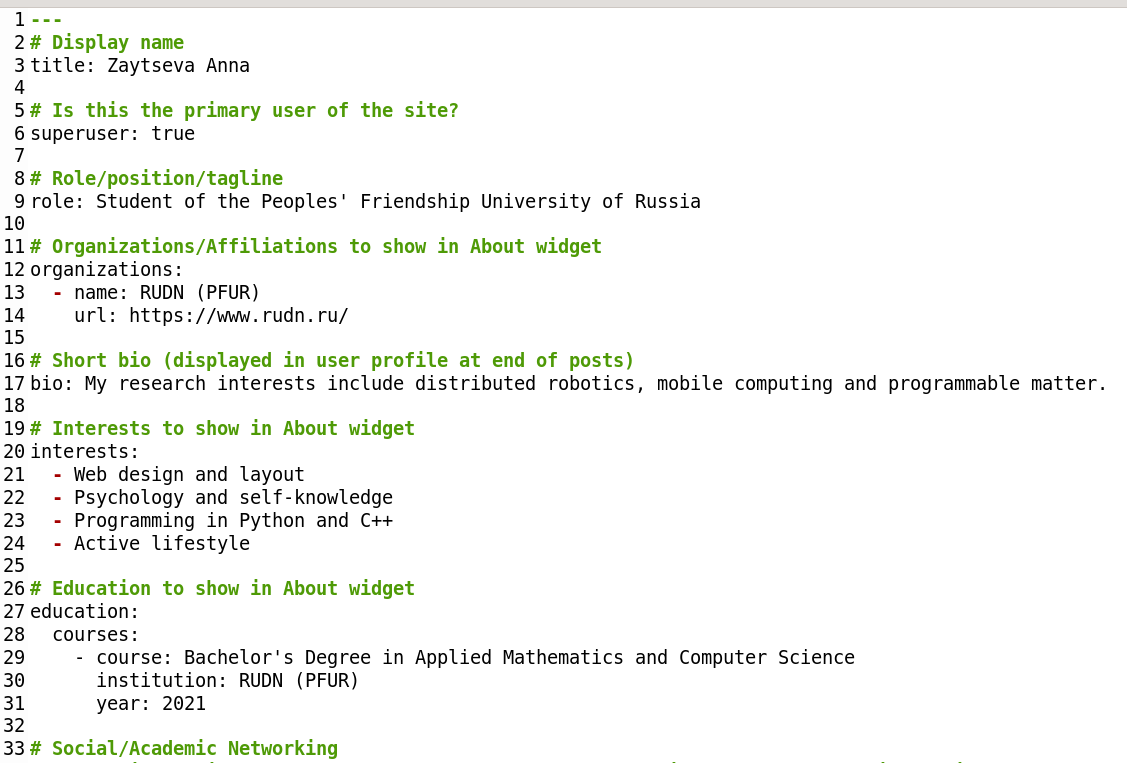 1 ---
2 # Display name
3 title: Zaytseva Anna
4
5 # Is this the primary user of the site?
6 superuser: true
7
8 # Role/position/tagline
9 role: Student of the Peoples' Friendship University of Russia
10
11 # Organizations/Affiliations to show in About widget
12 organizations:
13   - name: RUDN (PFUR)
14     url: https://www.rudn.ru/
15
16 # Short bio (displayed in user profile at end of posts)
17 bio: My research interests include distributed robotics, mobile computing and programmable matter.
18
19 # Interests to show in About widget
20 interests:
21   - Web design and layout
22   - Psychology and self-knowledge
23   - Programming in Python and C++
24   - Active lifestyle
25
26 # Education to show in About widget
27 education:
28   courses:
29     - course: Bachelor's Degree in Applied Mathematics and Computer Science
30       institution: RUDN (PFUR)
31       year: 2021
32
33 # Social/Academic Networking